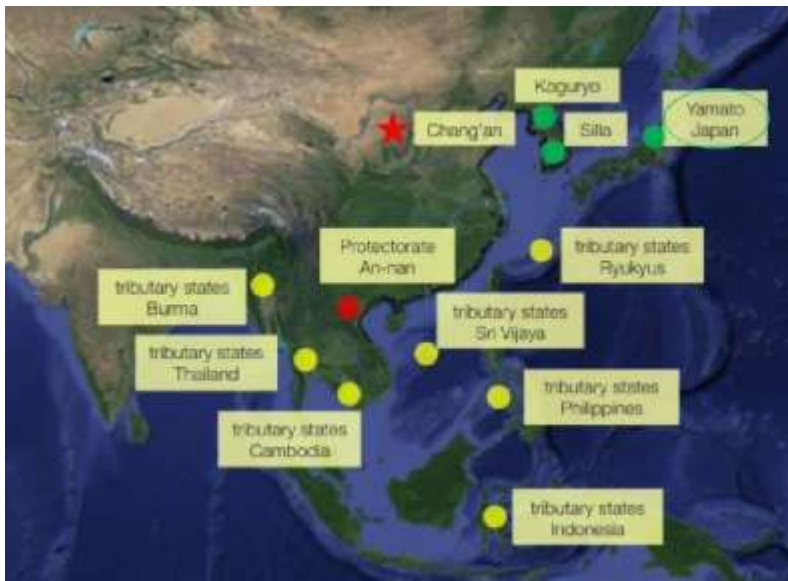 Koguryo
Chang'an
Silla
Yamato
Japan
Protectorate
An-nan
tributary states
Ryukyus
tributary states
Burma
tributary states
Sri Vijaya
tributary states
Thailand
tributary states
Philippines
tributary states
Cambodia
tributary states
Indonesia